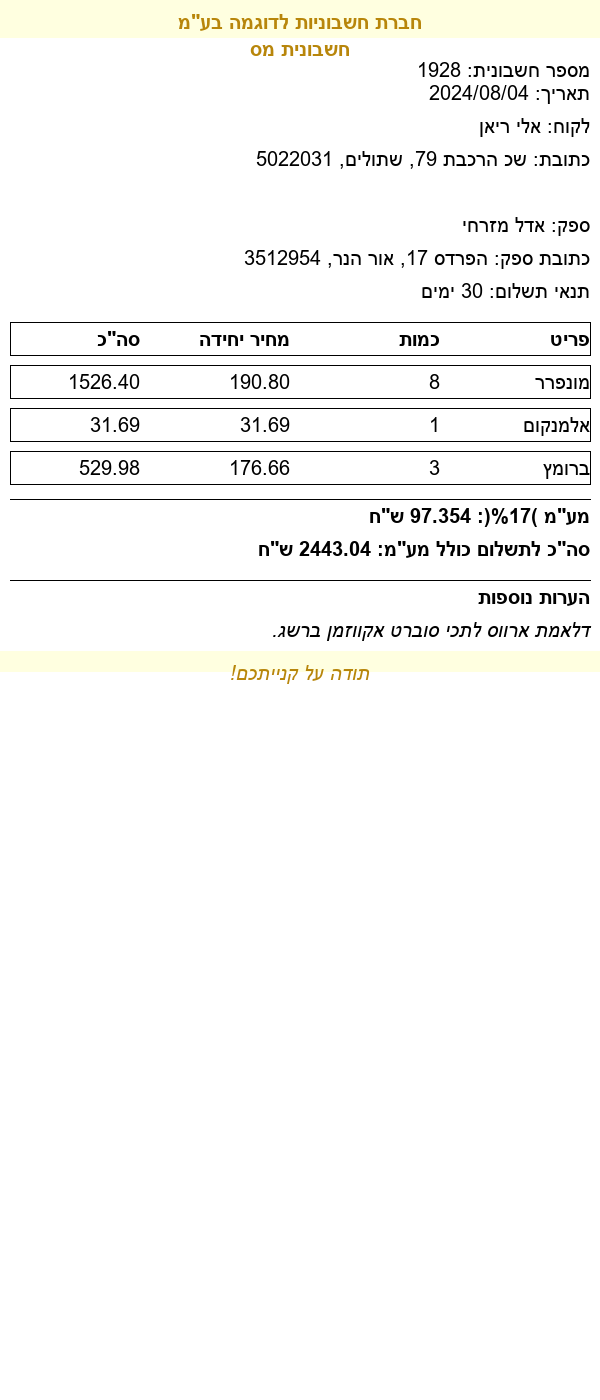 חברת חשבוניות לדוגמה בע"מ
חשבונית מס
מספר חשבונית: 1928
תאריך: 2024/08/04
לקוח: אלי ריאן
כתובת: שכ הרכבת 79, שתולים, 5022031
ספק: אדל מזרחי
כתובת ספק: הפרדס 17, אור הנר, 3512954
תנאי תשלום: 30 ימים
פריט כמות מחיר יחידה סה"כ
מונפרר 8 190.80 1526.40
אלמנקום 1 31.69 31.69
ברומץ 3 176.66 529.98
מע"מ )17%(: 97.354 ש"ח
סה"כ לתשלום כולל מע"מ: 2443.04 ש"ח
הערות נוספות
דלאמת ארווס לתכי סוברט אקווזמן ברשג.
תודה על קנייתכם!